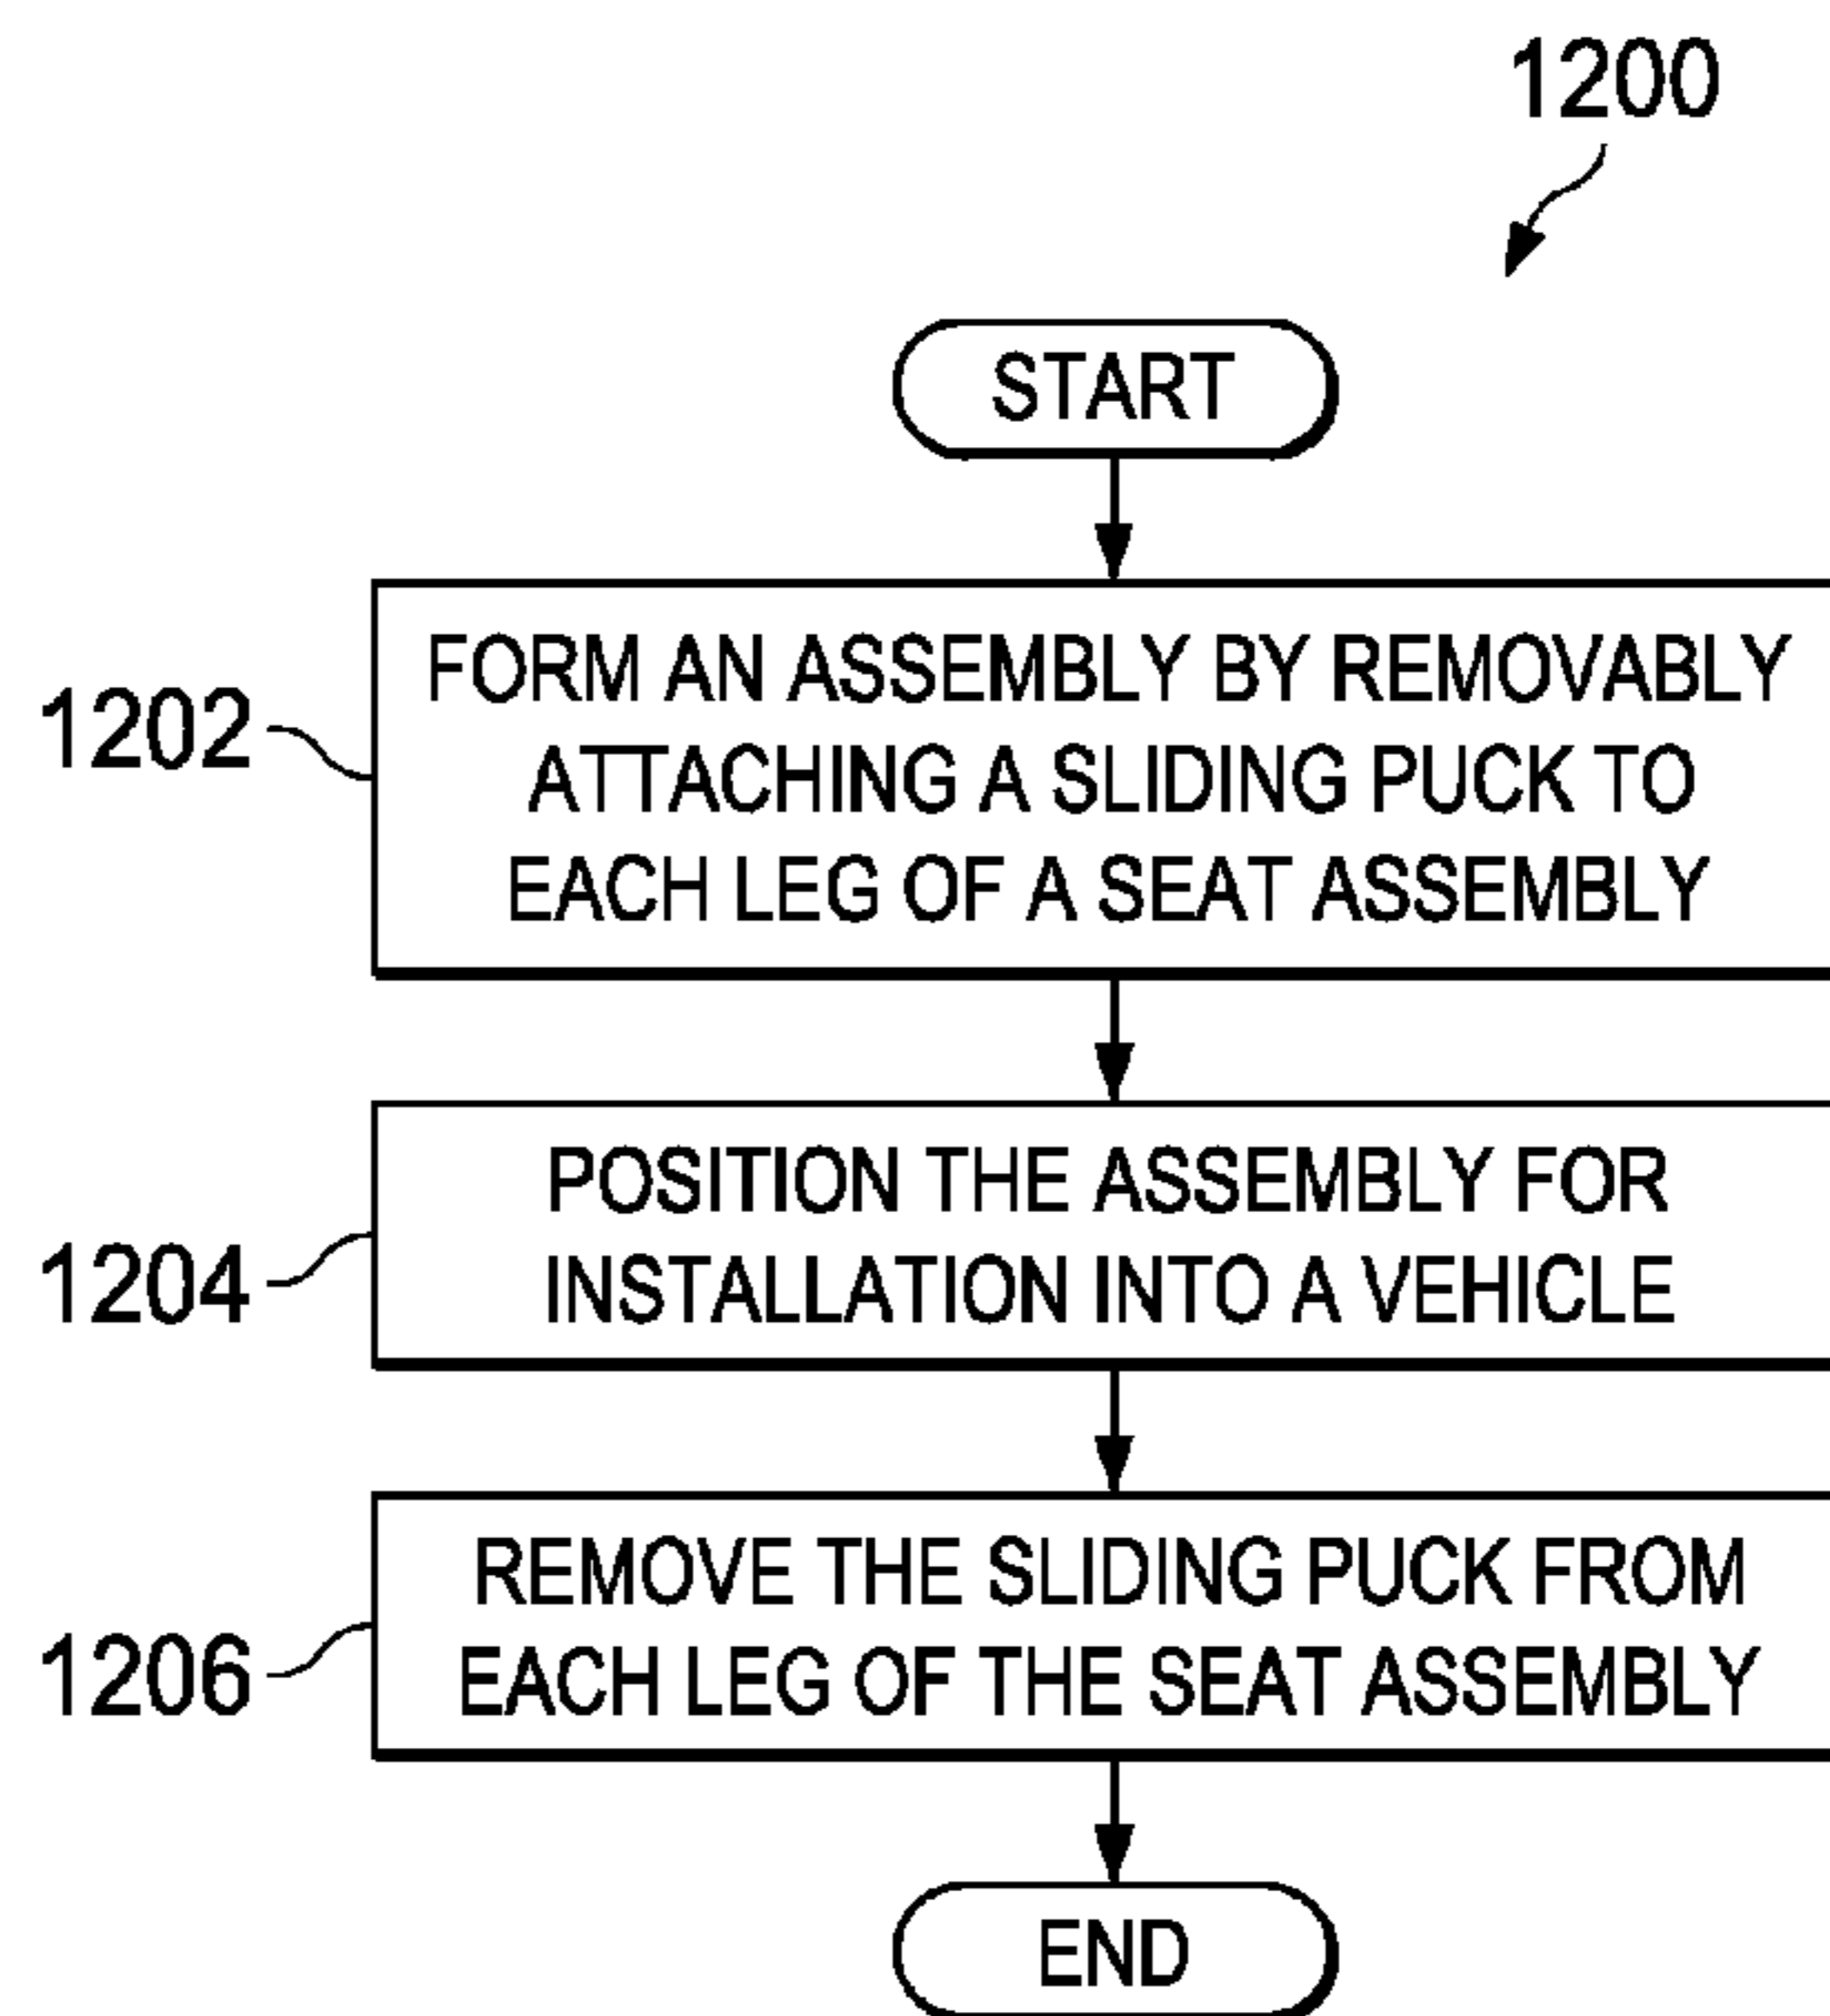 1200
START
1202
FORM AN ASSEMBLY BY REMOVABLY
ATTACHING A SLIDING PUCK TO
EACH LEG OF A SEAT ASSEMBLY
1204
POSITION THE ASSEMBLY FOR
INSTALLATION INTO A VEHICLE
1206
REMOVE THE SLIDING PUCK FROM
EACH LEG OF THE SEAT ASSEMBLY
END